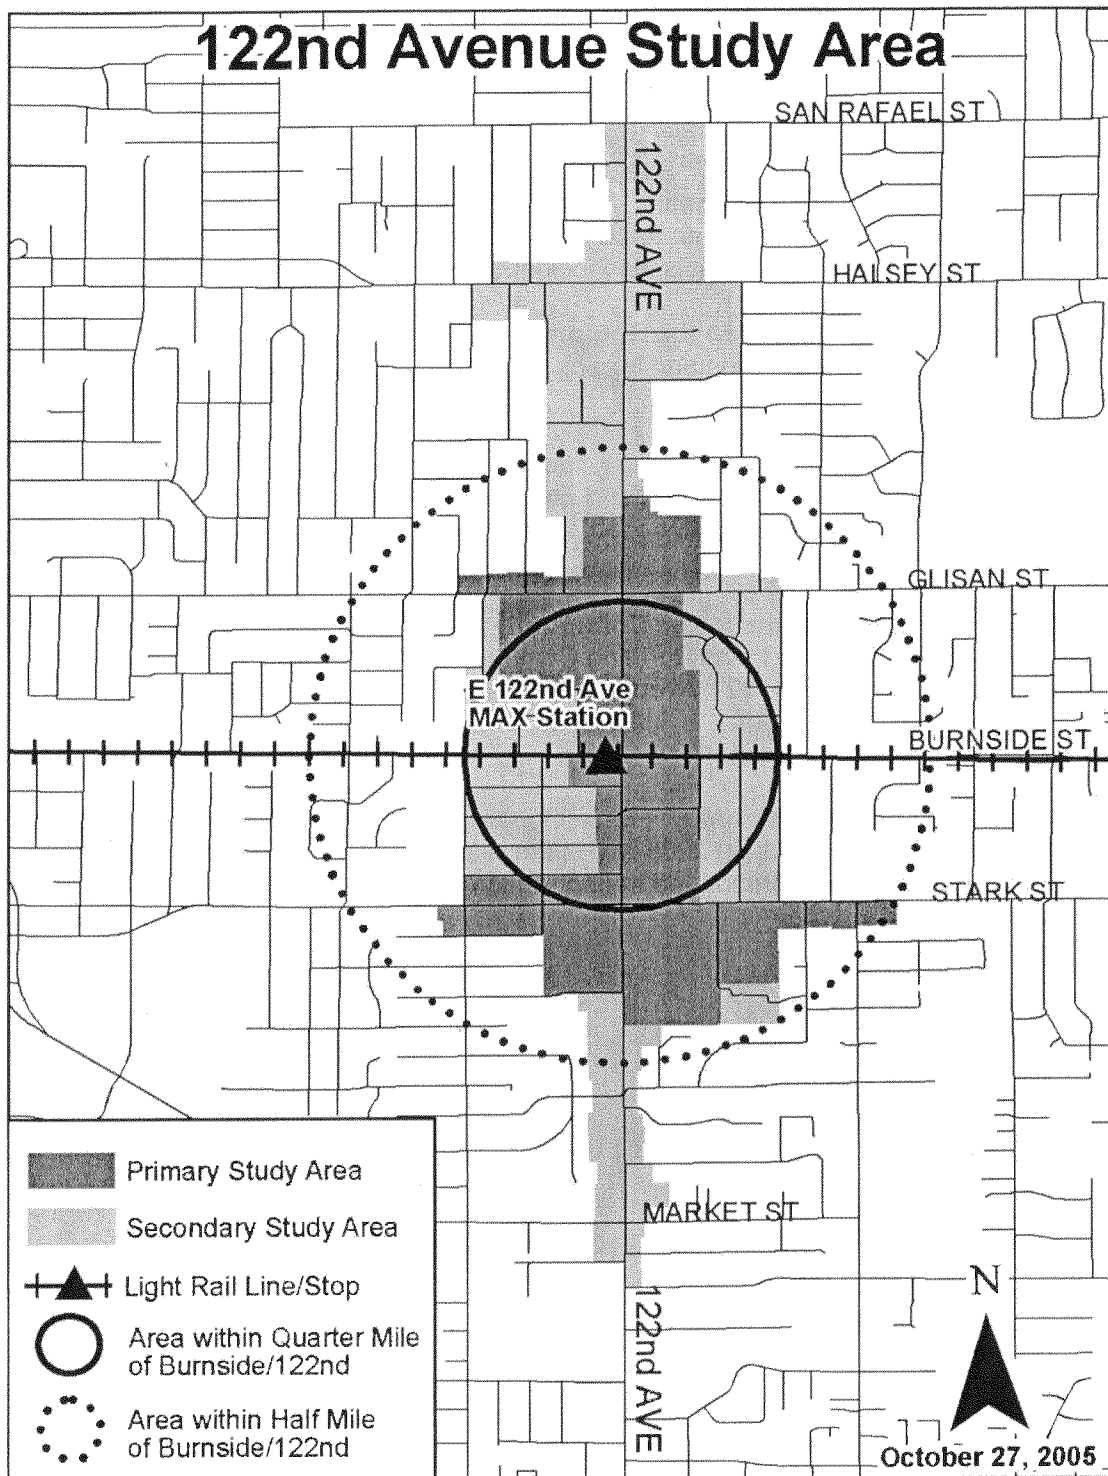 122nd Avenue Study Area
SAN RAFAEL ST
122nd AVE
HALSEY ST
GLISAN ST
E 122nd Ave
MAX Station
BURNSIDE ST
STARK ST
MARKET ST
122nd AVE
Primary Study Area
Secondary Study Area
Light Rail Line/Stop
Area within Quarter Mile
of Burnside/122nd
Area within Half Mile
of Burnside/122nd
N
October 27, 2005